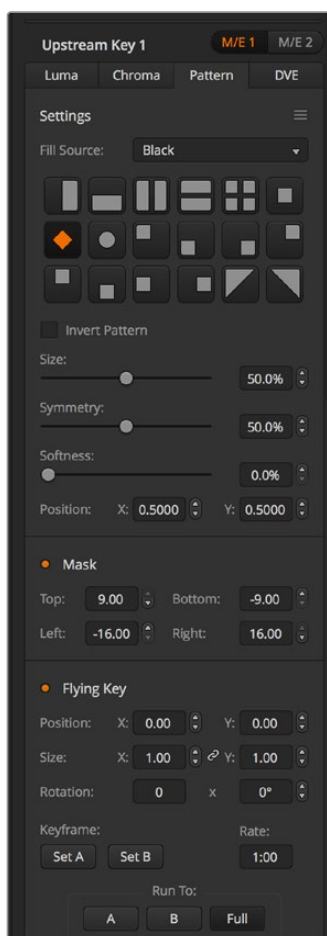 Upstream Key 1 M/E 1 M/E 2
Luma Chroma Pattern DVE
Settings
Fill Source: Black
Invert Pattern
Size:
50.0%
Symmetry:
50.0%
Softness:
0.0%
Position: X: 0.5000 Y: 0.5000
Mask
Top: 9.00 Bottom: -9.00
Left: -16.00 Right: 16.00
Flying Key
Position: X: 0.00 Y: 0.00
Size: X: 1.00 Y: 1.00
Rotation: 0 x 0°
Keyframe: Rate:
Set A Set B 1:00
Run To:
A B Full